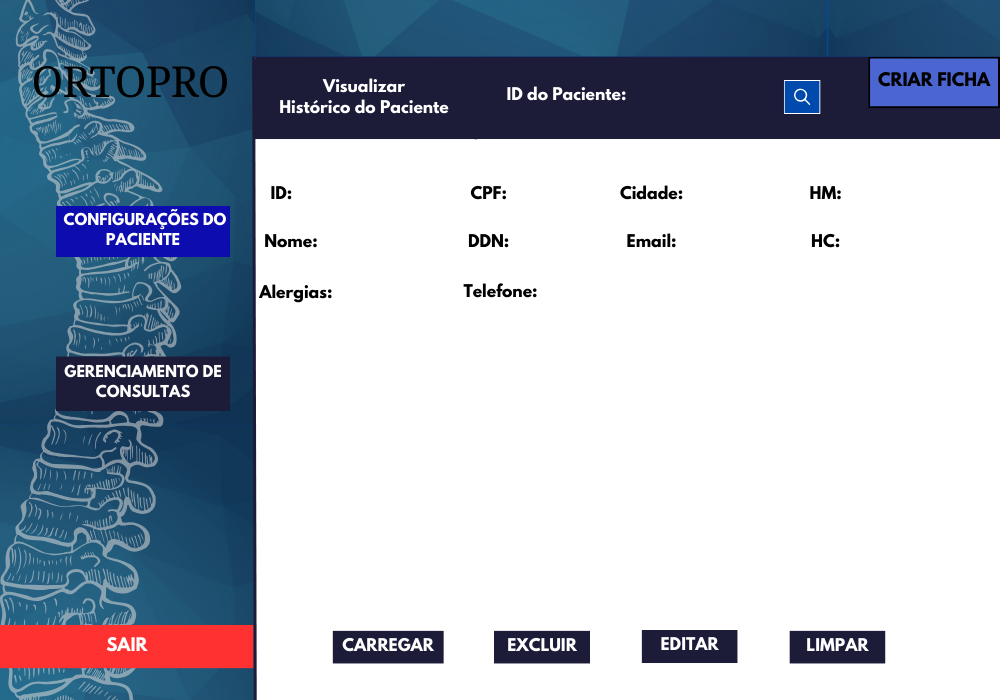 ORTOPRO
Visualizar
Histórico do Paciente
ID do Paciente:
CRIAR FICHA
ID:
CPF:
Cidade:
HM:
CONFIGURAÇÕES DO
PACIENTE
Nome:
DDN:
Email:
HC:
Alergias:
Telefone:
GERENCIAMENTO DE
CONSULTAS
SAIR
CARREGAR
EXCLUIR
EDITAR
LIMPAR